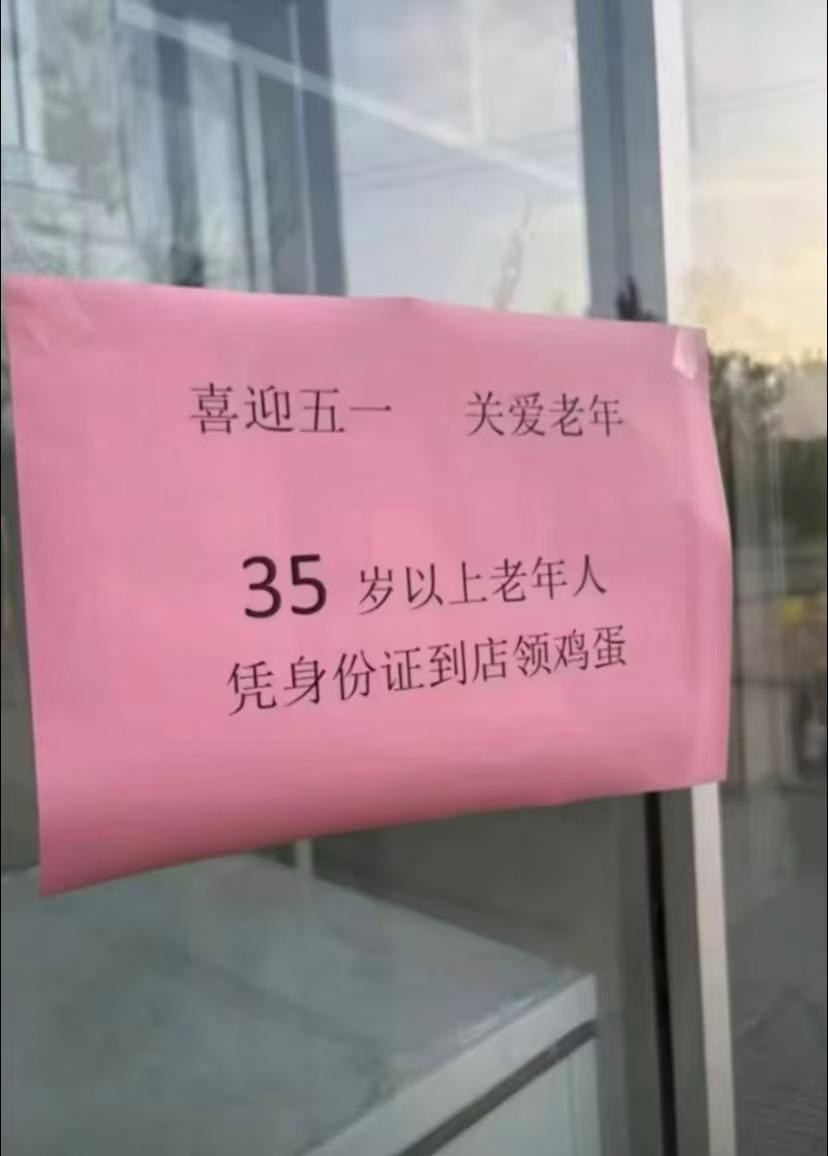 喜迎五一 关爱老年
35 岁以上老年人
凭身份证到店领鸡蛋